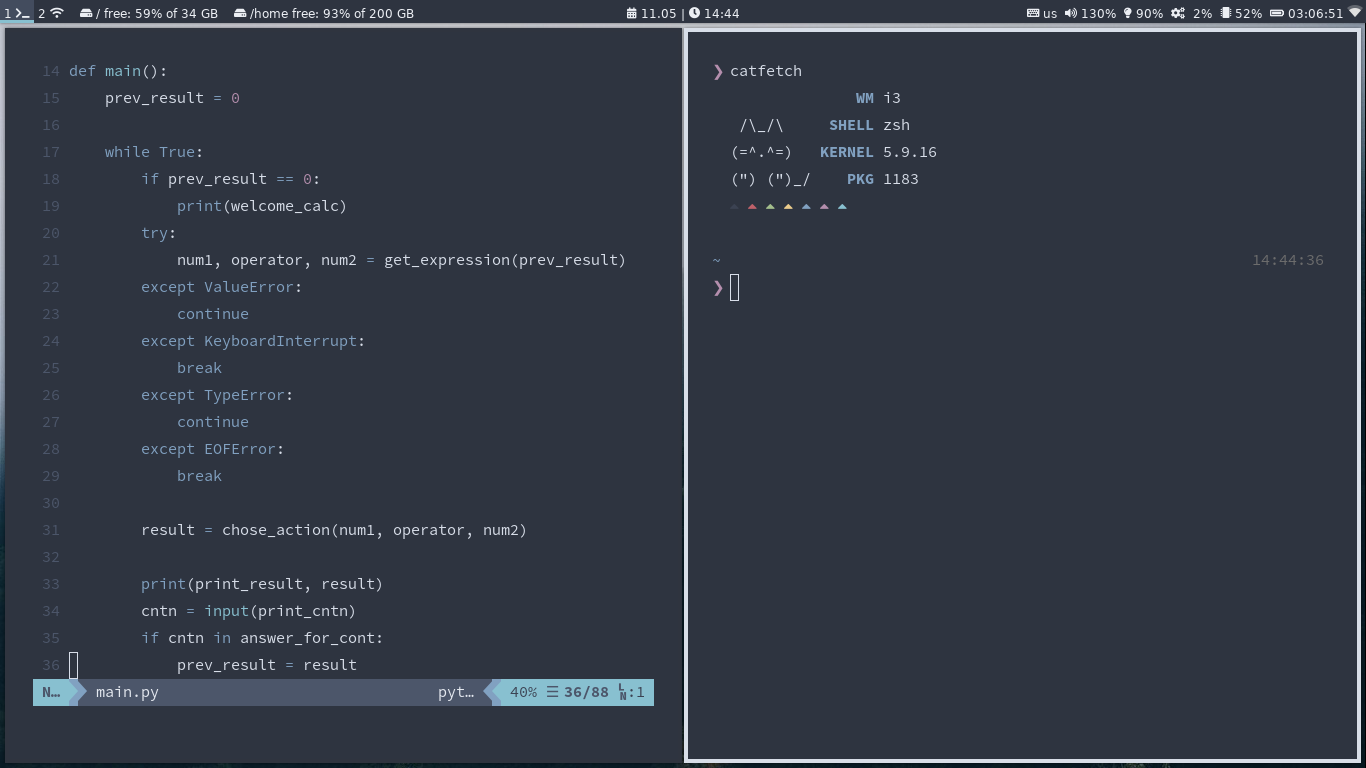 1 2 / free: 59% of 34 GB /home free: 93% of 200 GB 11.05 | 14:44 us 130% 90% 2% 52% 03:06:51
14 def main():
15     prev_result = 0
16
17     while True:
18         if prev_result == 0:
19             print(welcome_calc)
20         try:
21             num1, operator, num2 = get_expression(prev_result)
22         except ValueError:
23             continue
24         except KeyboardInterrupt:
25             break
26         except TypeError:
27             continue
28         except EOFError:
29             break
30
31         result = chose_action(num1, operator, num2)
32
33         print(print_result, result)
34         cntn = input(print_cntn)
35         if cntn in answer_for_cont:
36             prev_result = result
N… main.py pyt… 40% ☰ 36/88 LN:1
❯ catfetch
              WM i3
 /\_/\     SHELL zsh
(=^.^=)   KERNEL 5.9.16
(") (")_/    PKG 1183
~ 14:44:36
❯